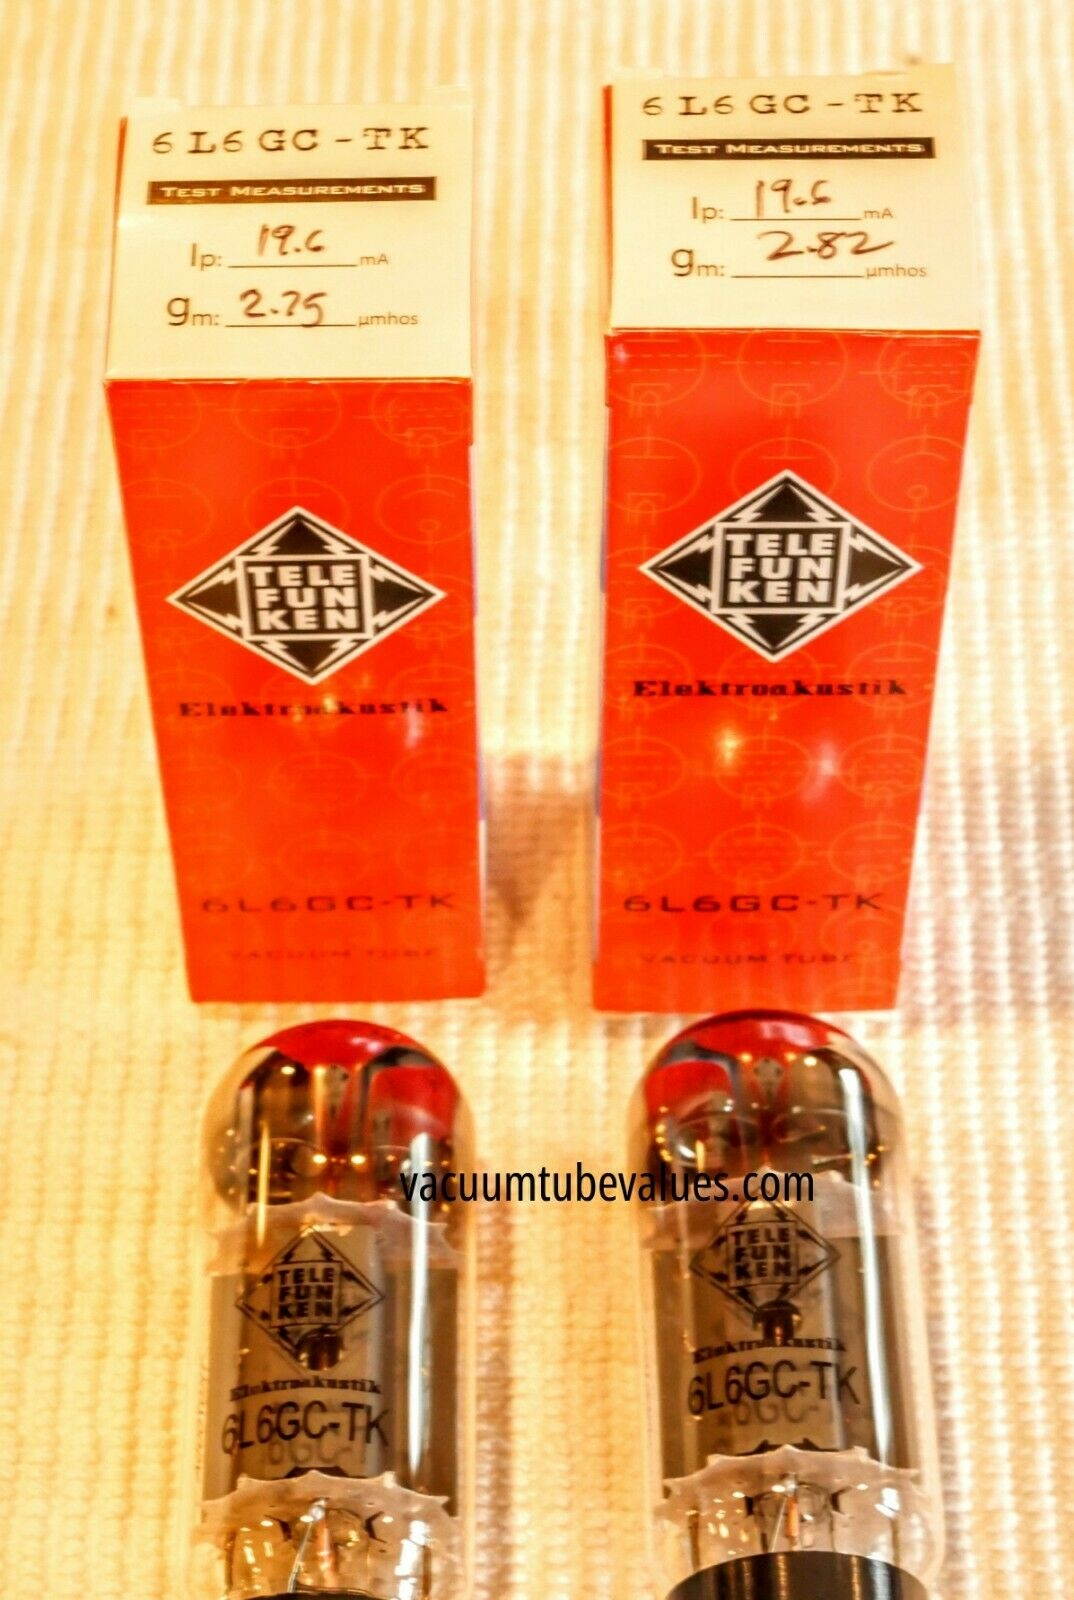 6L6GC-TK
TEST MEASUREMENTS
Ip: 19.6 mA
gm: 2.75 µmhos
TELE
FUN
KEN
Elektroakustik
6L6GC-TK
VACUUM TUBE
6L6GC-TK
TEST MEASUREMENTS
Ip: 19.6 mA
gm: 2.82 µmhos
TELE
FUN
KEN
Elektroakustik
6L6GC-TK
VACUUM TUBE
vacuumtubevalues.com
TELE
FUN
KEN
Elektroakustik
6L6GC-TK
TELE
FUN
KEN
Elektroakustik
6L6GC-TK